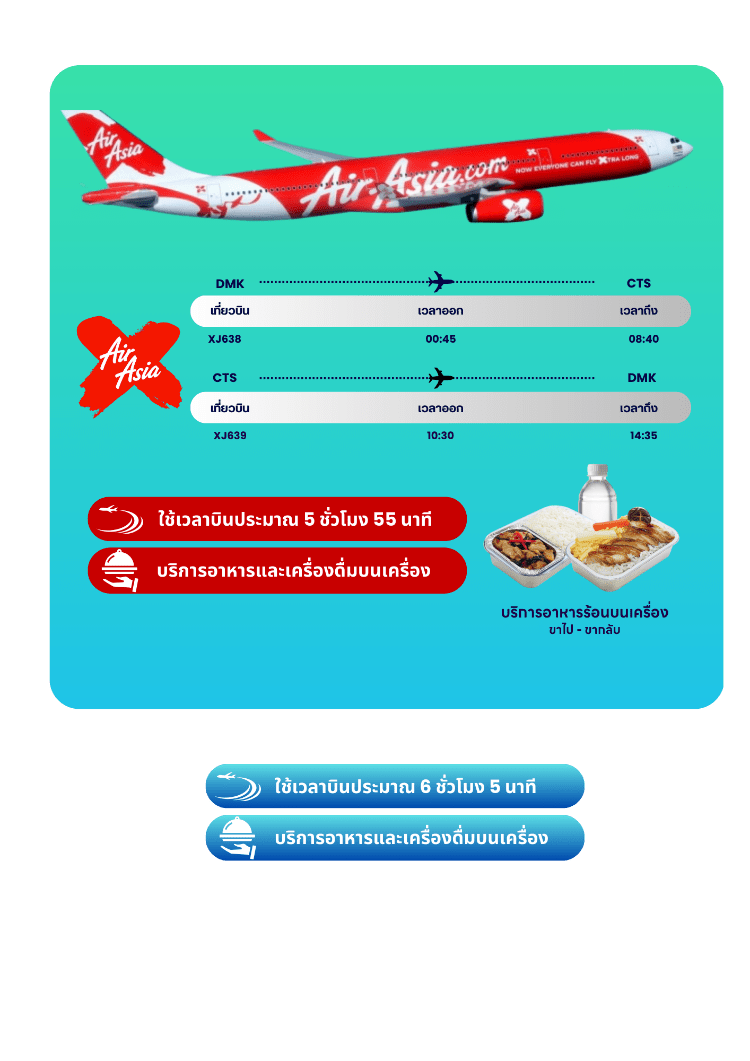 Air Asia
AirAsia.com
NOW EVERYONE CAN FLY XTRA LONG
DMK CTS
เที่ยวบิน เวลาออก เวลาถึง
XJ638 00:45 08:40
Air Asia
CTS DMK
เที่ยวบิน เวลาออก เวลาถึง
XJ639 10:30 14:35
ใช้เวลาบินประมาณ 5 ชั่วโมง 55 นาที
บริการอาหารและเครื่องดื่มบนเครื่อง
บริการอาหารร้อนบนเครื่อง
ขาไป - ขากลับ
ใช้เวลาบินประมาณ 6 ชั่วโมง 5 นาที
บริการอาหารและเครื่องดื่มบนเครื่อง